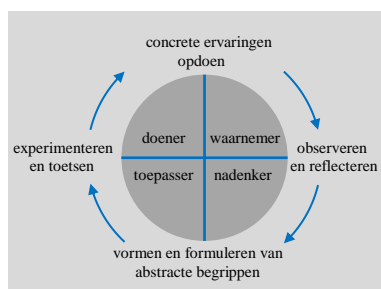 concrete ervaringen
opdoen
doener
waarnemer
experimenteren
en toetsen
observeren
en reflecteren
toepasser
nadenker
vormen en formuleren van
abstracte begrippen